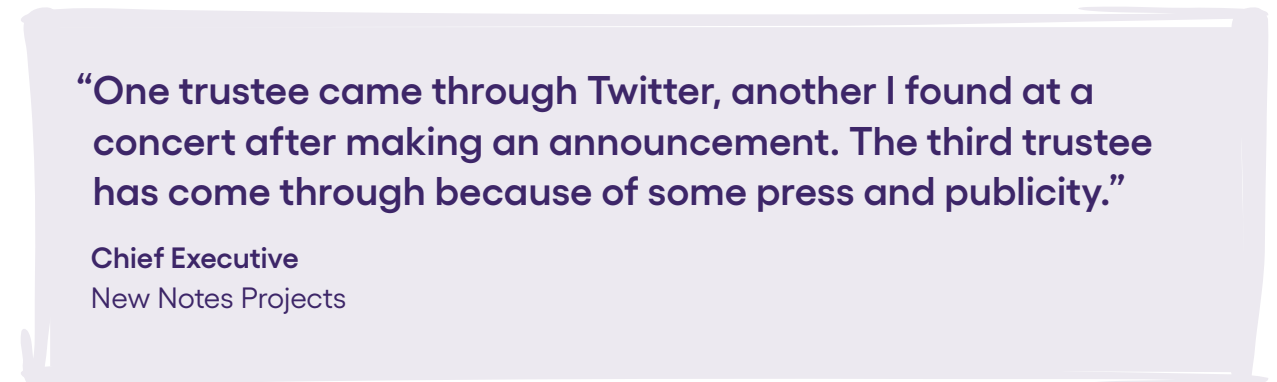 “One trustee came through Twitter, another I found at a
concert after making an announcement. The third trustee
has come through because of some press and publicity.”
Chief Executive
New Notes Projects